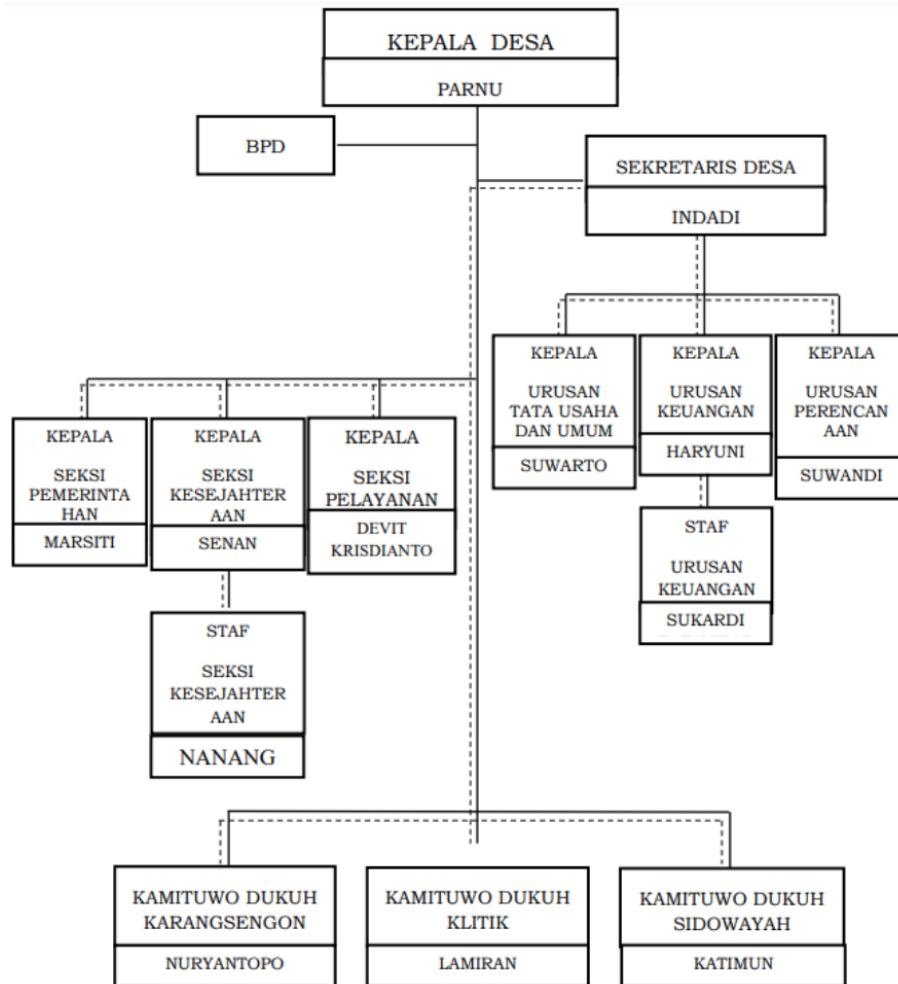 KEPALA DESA
PARNU
BPD
SEKRETARIS DESA
INDADI
KEPALA
URUSAN
TATA USAHA
DAN UMUM
SUWARTO
KEPALA
URUSAN
KEUANGAN
HARYUNI
KEPALA
URUSAN
PERENCAN
AAN
SUWANDI
STAF
URUSAN
KEUANGAN
SUKARDI
KEPALA
SEKSI
PEMERINTA
HAN
MARSITI
KEPALA
SEKSI
KESEJAHTER
AAN
SENAN
KEPALA
SEKSI
PELAYANAN
DEVIT
KRISDIANTO
STAF
SEKSI
KESEJAHTER
AAN
NANANG
KAMITUWO DUKUH
KARANGSENGON
NURYANTOPO
KAMITUWO DUKUH
KLITIK
LAMIRAN
KAMITUWO DUKUH
SIDOWAYAH
KATIMUN